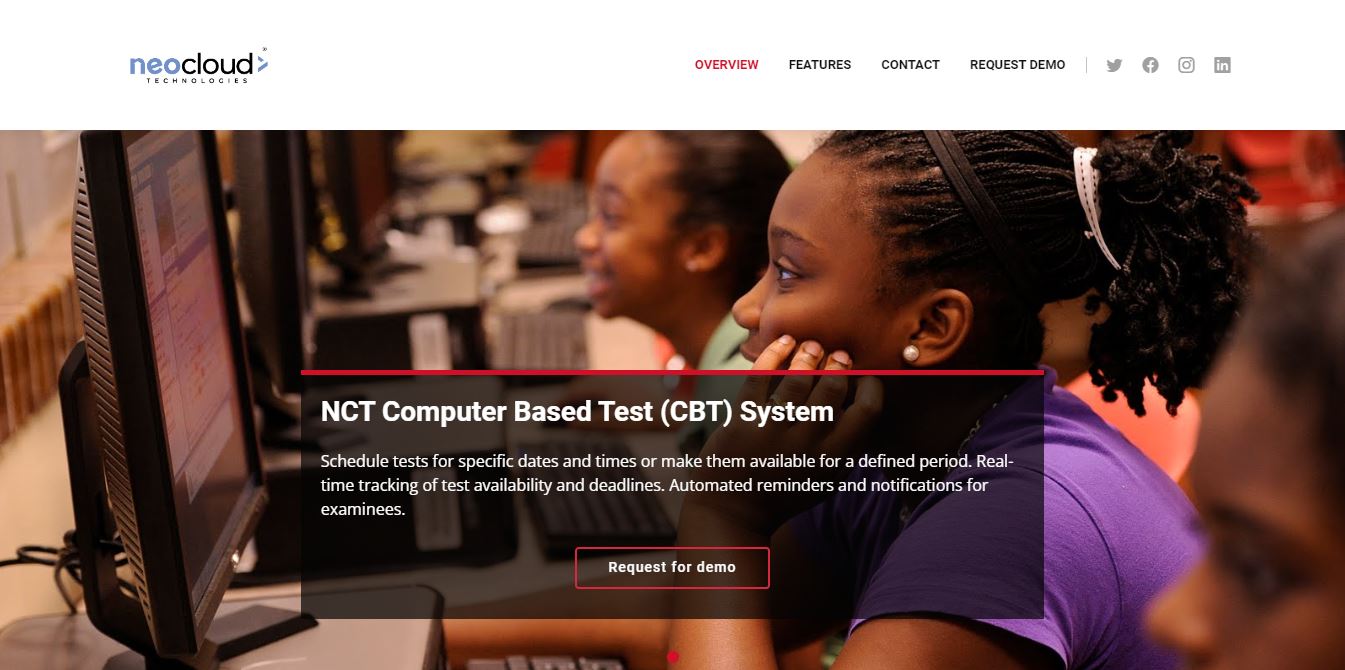 neocloud
TECHNOLOGIES
OVERVIEW FEATURES CONTACT REQUEST DEMO
NCT Computer Based Test (CBT) System
Schedule tests for specific dates and times or make them available for a defined period. Real-
time tracking of test availability and deadlines. Automated reminders and notifications for
examinees.
Request for demo